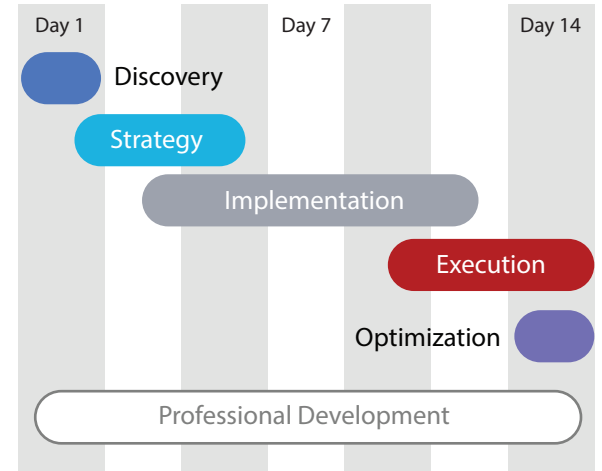 Day 1
Day 7
Day 14
Discovery
Strategy
Implementation
Execution
Optimization
Professional Development